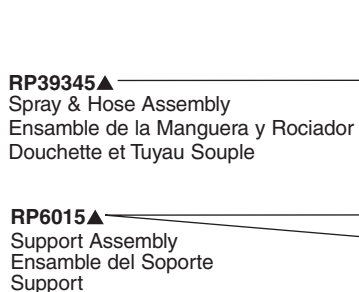 RP39345▲
Spray & Hose Assembly
Ensamble de la Manguera y Rociador
Douchette et Tuyau Souple
RP6015▲
Support Assembly
Ensamble del Soporte
Support